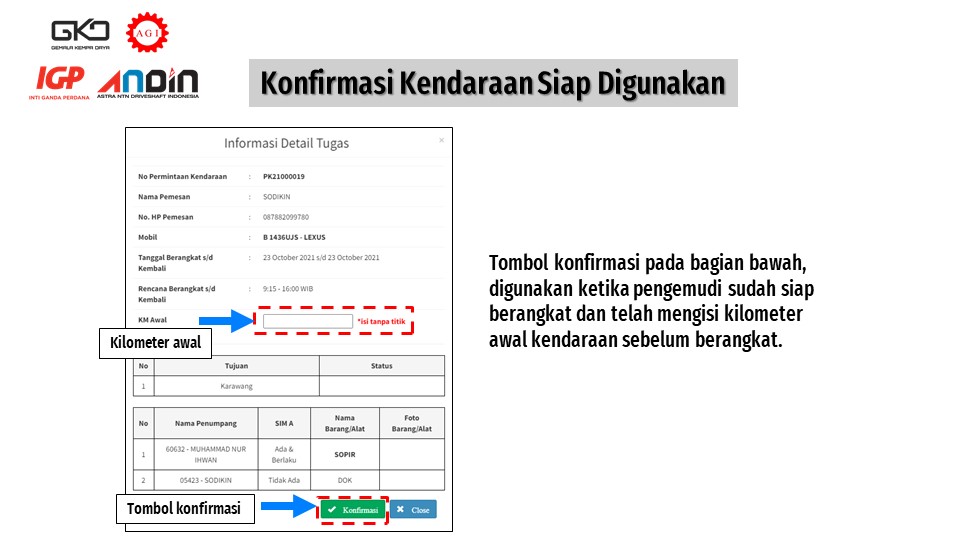 GKD
GEMALA KEMPA DAYA
AGI
IGP
INTI GANDA PERDANA
ANDIN
ASTRA NTN DRIVESHAFT INDONESIA
Konfirmasi Kendaraan Siap Digunakan
Informasi Detail Tugas ×
No Permintaan Kendaraan : PK21000019
Nama Pemesan : SODIKIN
No. HP Pemesan : 087882099780
Mobil : B 1436UJS - LEXUS
Tanggal Berangkat s/d : 23 October 2021 s/d 23 October 2021
Kembali
Rencana Berangkat s/d : 9:15 - 16:00 WIB
Kembali
KM Awal *isi tanpa titik
Kilometer awal
No Tujuan Status
1 Karawang
No Nama Penumpang SIM A Nama Barang/Alat Foto Barang/Alat
1 60632 - MUHAMMAD NUR IHWAN Ada & Berlaku SOPIR
2 05423 - SODIKIN Tidak Ada DOK
Tombol konfirmasi
Konfirmasi Close
Tombol konfirmasi pada bagian bawah,
digunakan ketika pengemudi sudah siap
berangkat dan telah mengisi kilometer
awal kendaraan sebelum berangkat.